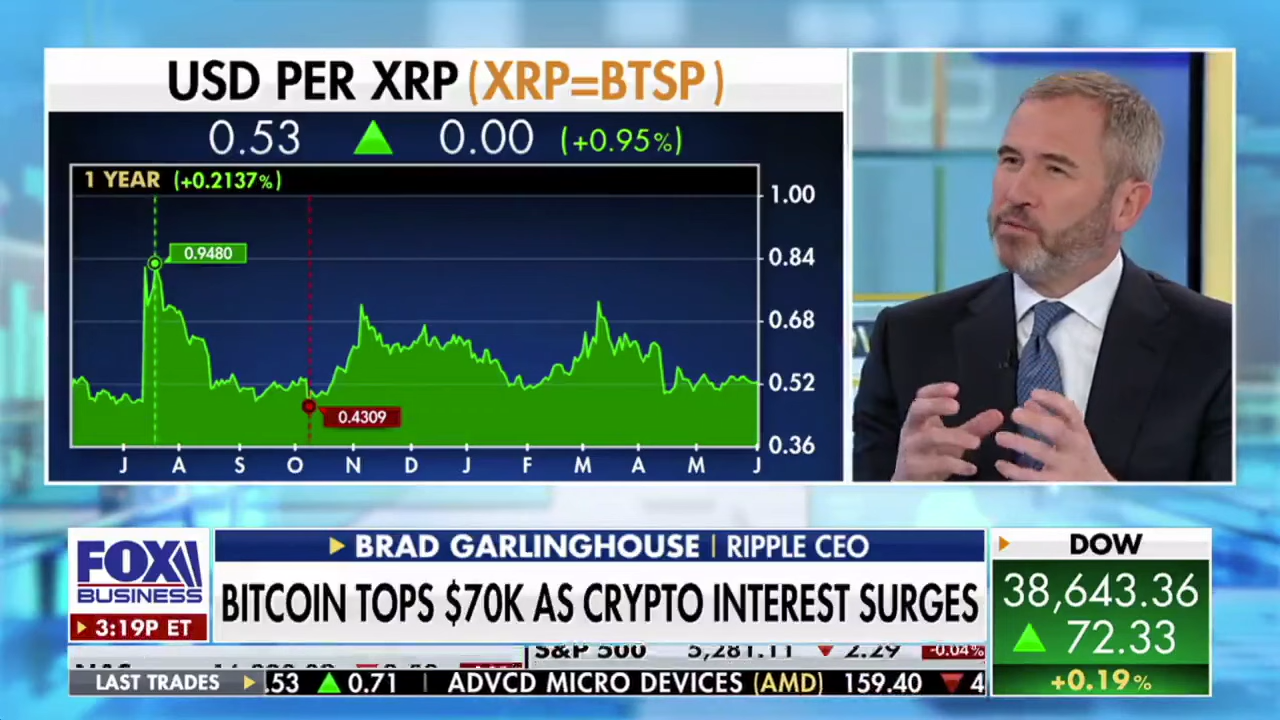 USD PER XRP (XRP=BTSP)
0.53 ▲ 0.00 (+0.95%)
1 YEAR (+0.2137%)
1.00
0.9480
0.84
0.68
0.52
0.4309
0.36
J A S O N D J F M A M J
BRAD GARLINGHOUSE | RIPPLE CEO
FOX BUSINESS
BITCOIN TOPS $70K AS CRYPTO INTEREST SURGES
3:19P ET
DOW
38,643.36
▲ 72.33
+0.19%
S&P 500 5,281.11 ▼ 2.29 -0.04%
LAST TRADES .53 ▲ 0.71 | ADVCD MICRO DEVICES (AMD) 159.40 ▼ 4